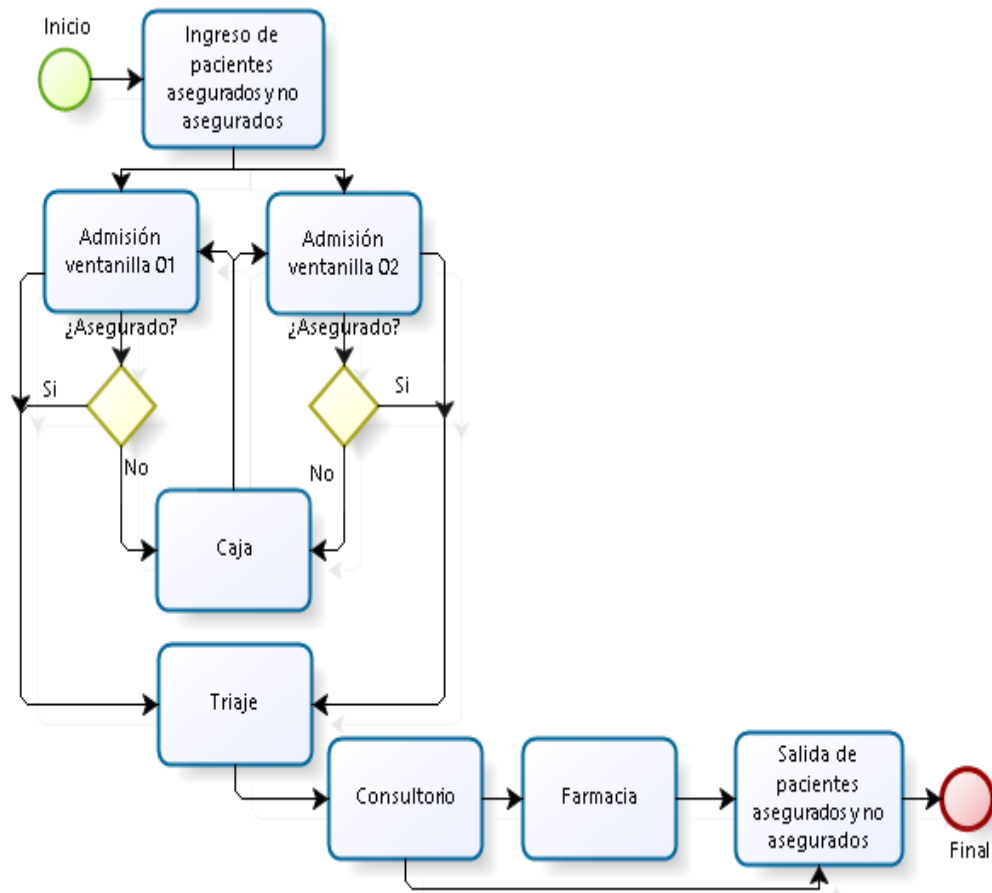 Inicio
Ingreso de
pacientes
asegurados y no
asegurados
Admisión
ventanilla 01
Admisión
ventanilla 02
¿Asegurado?
¿Asegurado?
Si
Si
No
No
Caja
Triaje
Consultorio
Farmacia
Salida de
pacientes
asegurados y no
asegurados
Final